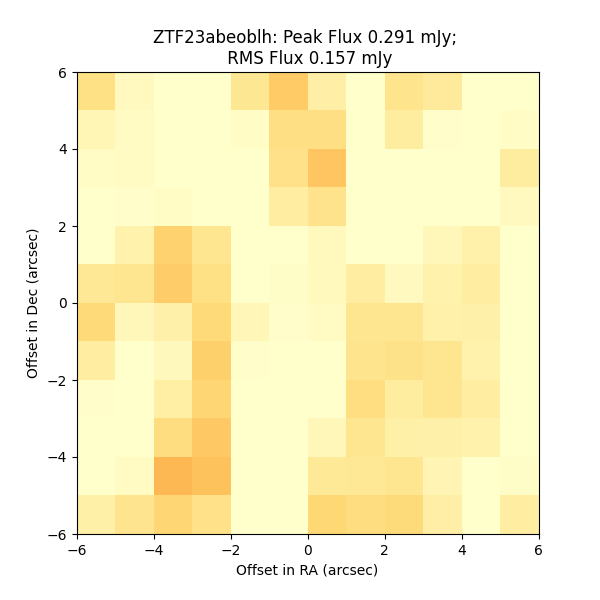 ZTF23abeoblh: Peak Flux 0.291 mJy;
RMS Flux 0.157 mJy
6
4
2
0
−2
−4
−6
Offset in Dec (arcsec)
−6 −4 −2 0 2 4 6
Offset in RA (arcsec)